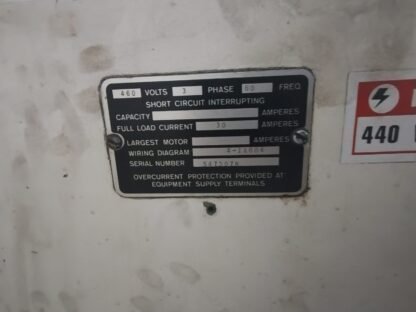 460 VOLTS 3 PHASE 60 FREQ
SHORT CIRCUIT INTERRUPTING
CAPACITY AMPERES
FULL LOAD CURRENT 30 AMPERES
LARGEST MOTOR AMPERES
WIRING DIAGRAM
SERIAL NUMBER
OVERCURRENT PROTECTION PROVIDED AT
EQUIPMENT SUPPLY TERMINALS
440